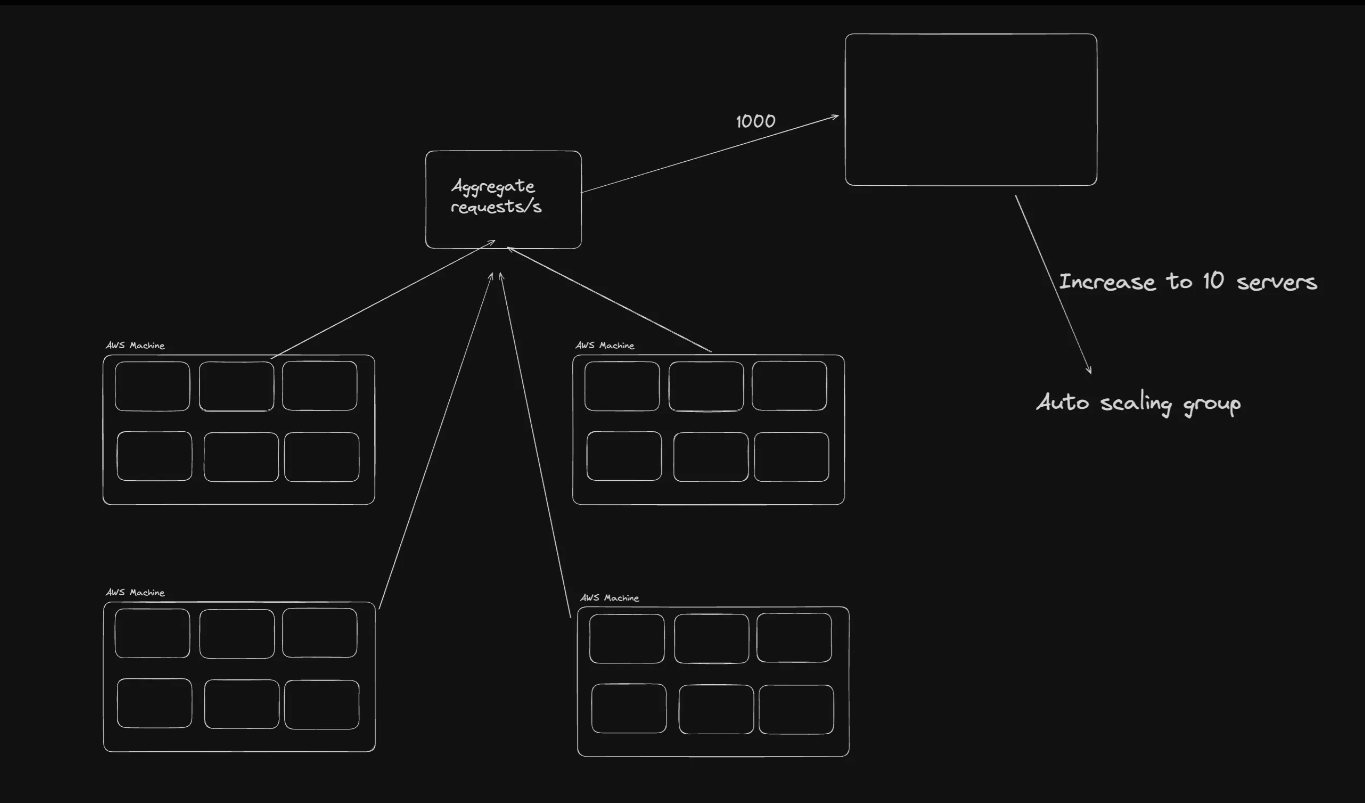 1000
Aggregate
requests/s
Increase to 10 servers
AWS Machine
AWS Machine
Auto scaling group
AWS Machine
AWS Machine